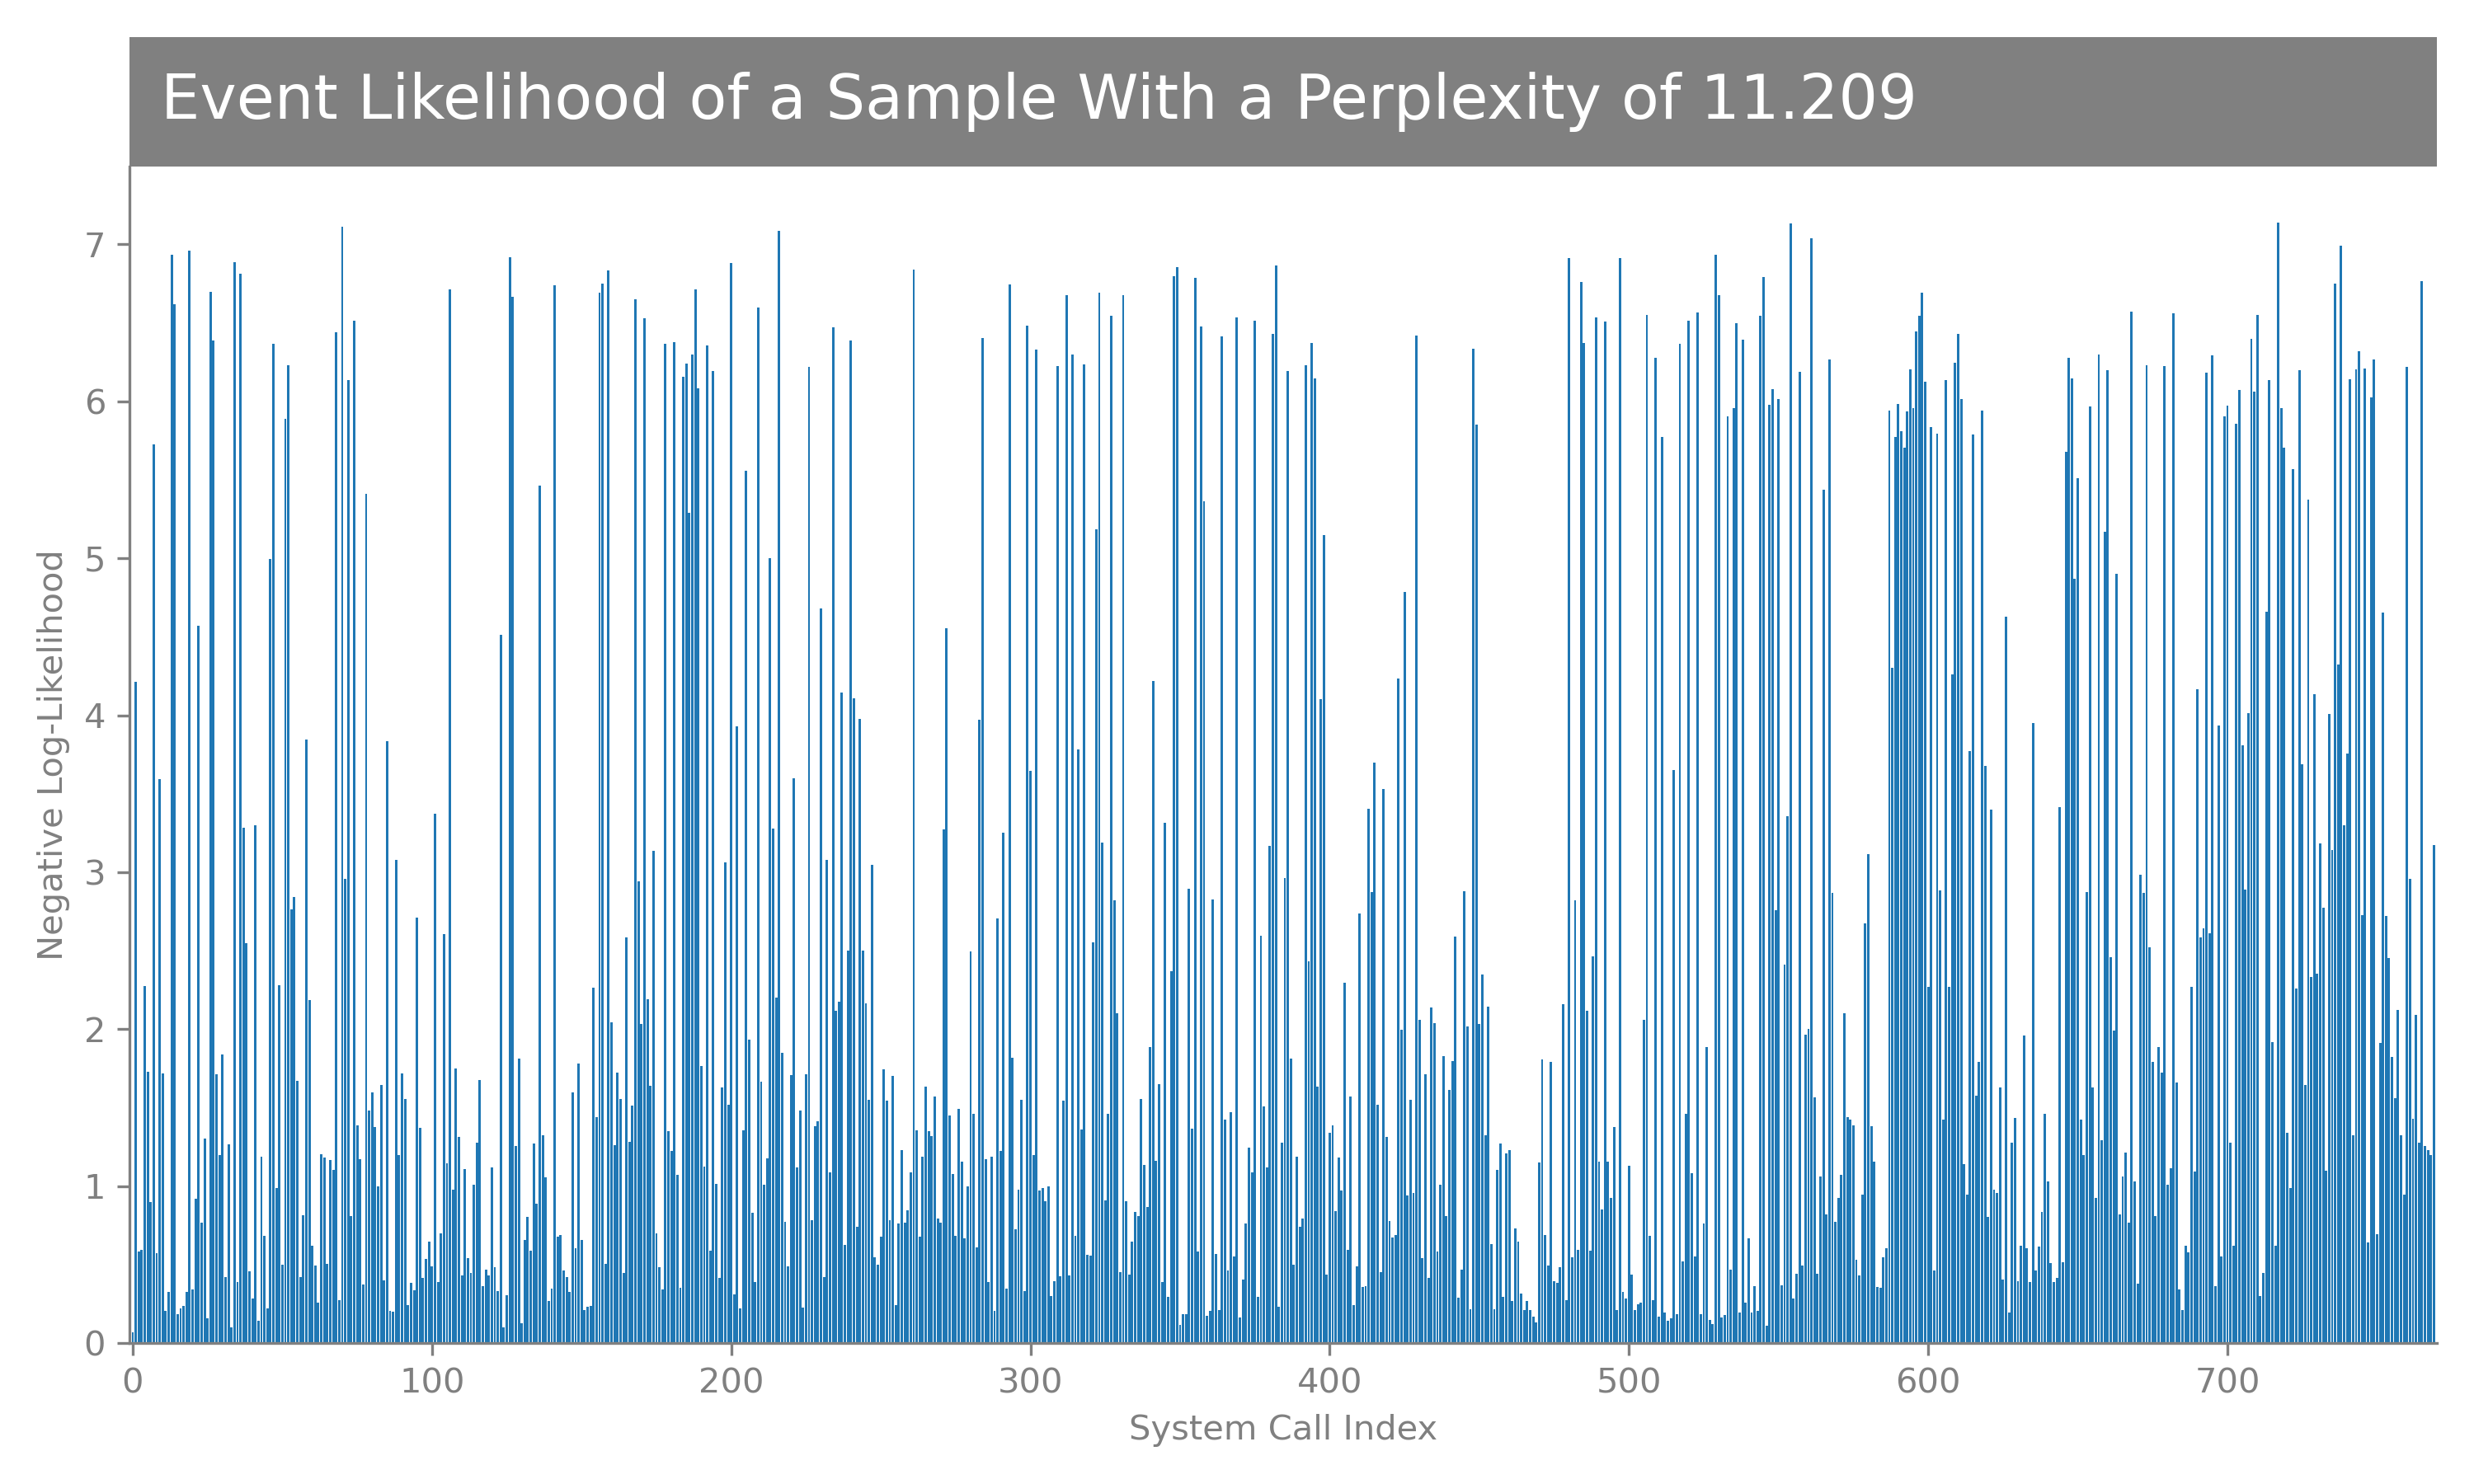 Event Likelihood of a Sample With a Perplexity of 11.209
Negative Log-Likelihood
7
6
5
4
3
2
1
0
0 100 200 300 400 500 600 700
System Call Index